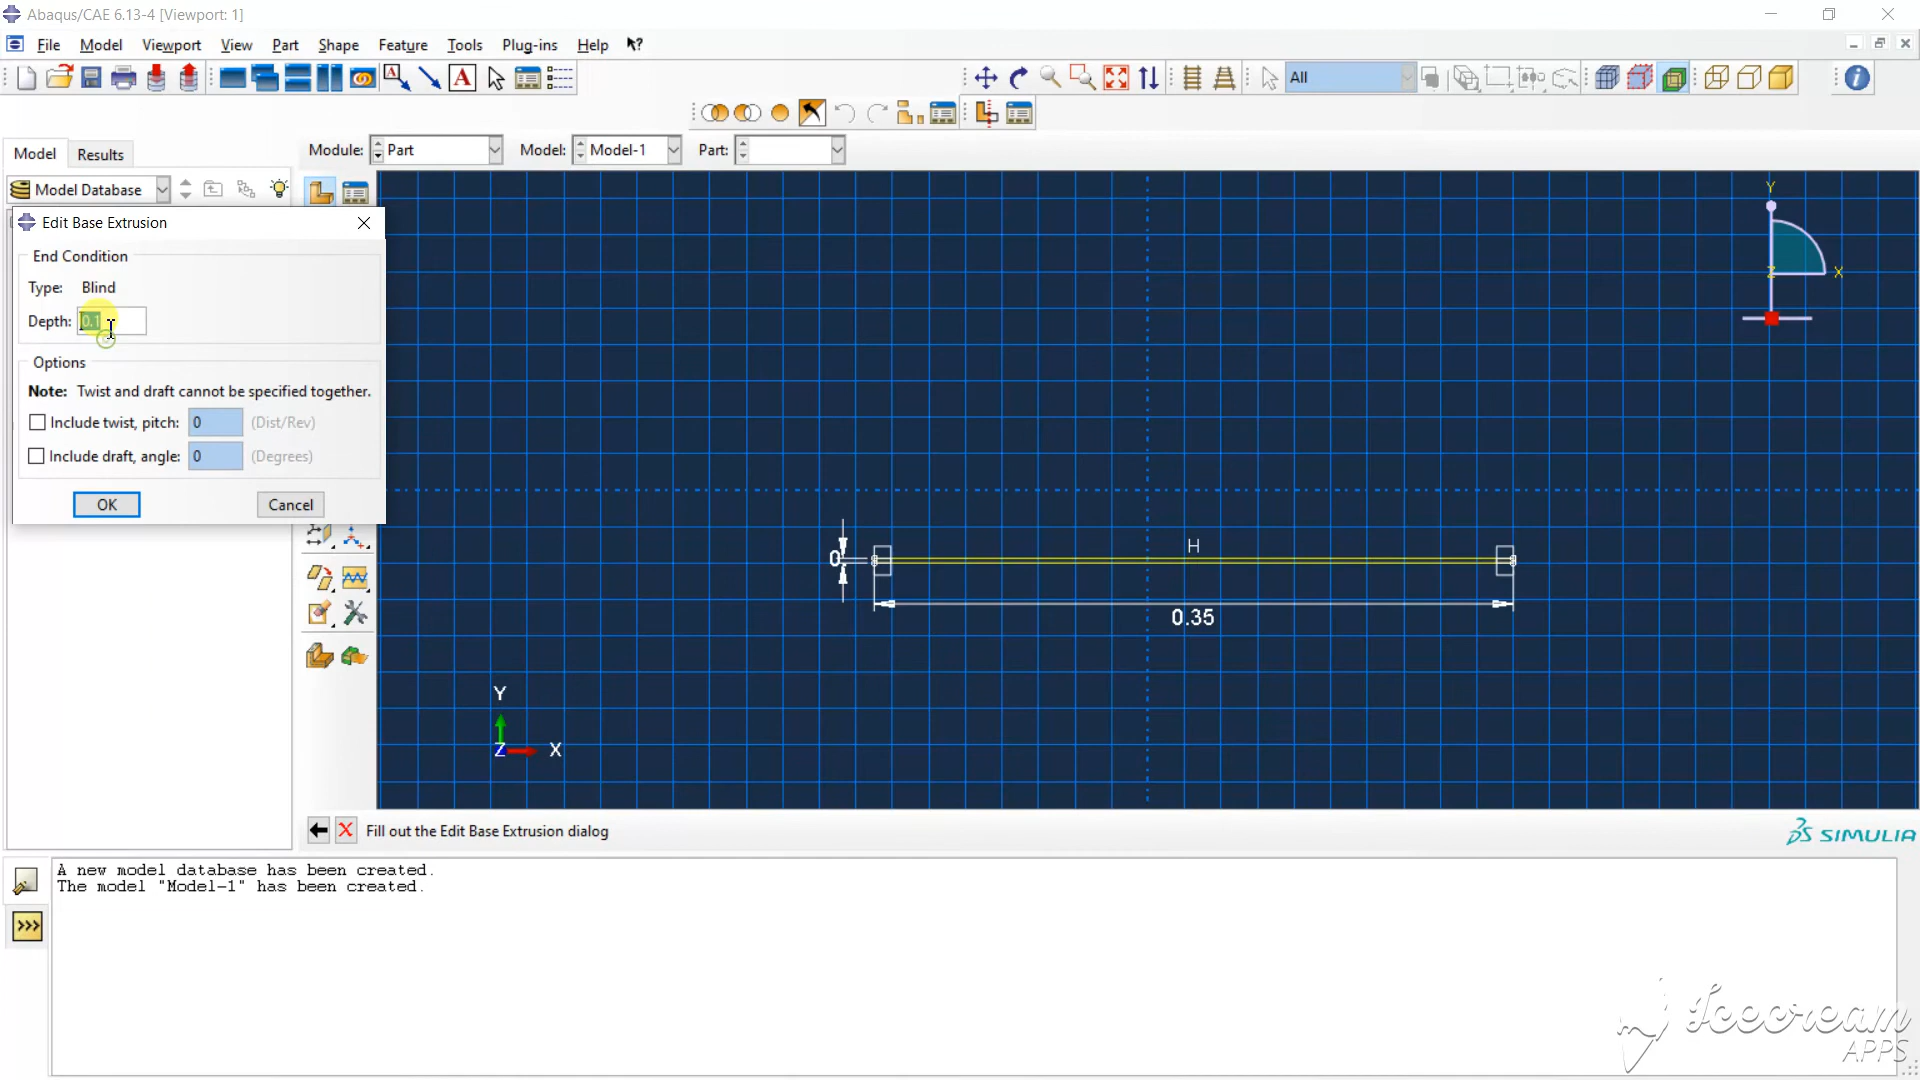 Abaqus/CAE 6.13-4 [Viewport: 1]
File Model Viewport View Part Shape Feature Tools Plug-ins Help
All
Model Results
Module: Part Model: Model-1 Part:
Model Database
Edit Base Extrusion
End Condition
Type: Blind
Depth: 0.1
Options
Note: Twist and draft cannot be specified together.
Include twist, pitch: 0 (Dist/Rev)
Include draft, angle: 0 (Degrees)
OK Cancel
Y
Z X
H
0
0.35
Y
Z X
Fill out the Edit Base Extrusion dialog
SIMULIA
A new model database has been created.
The model "Model-1" has been created.
>>>
Icecream
APPS